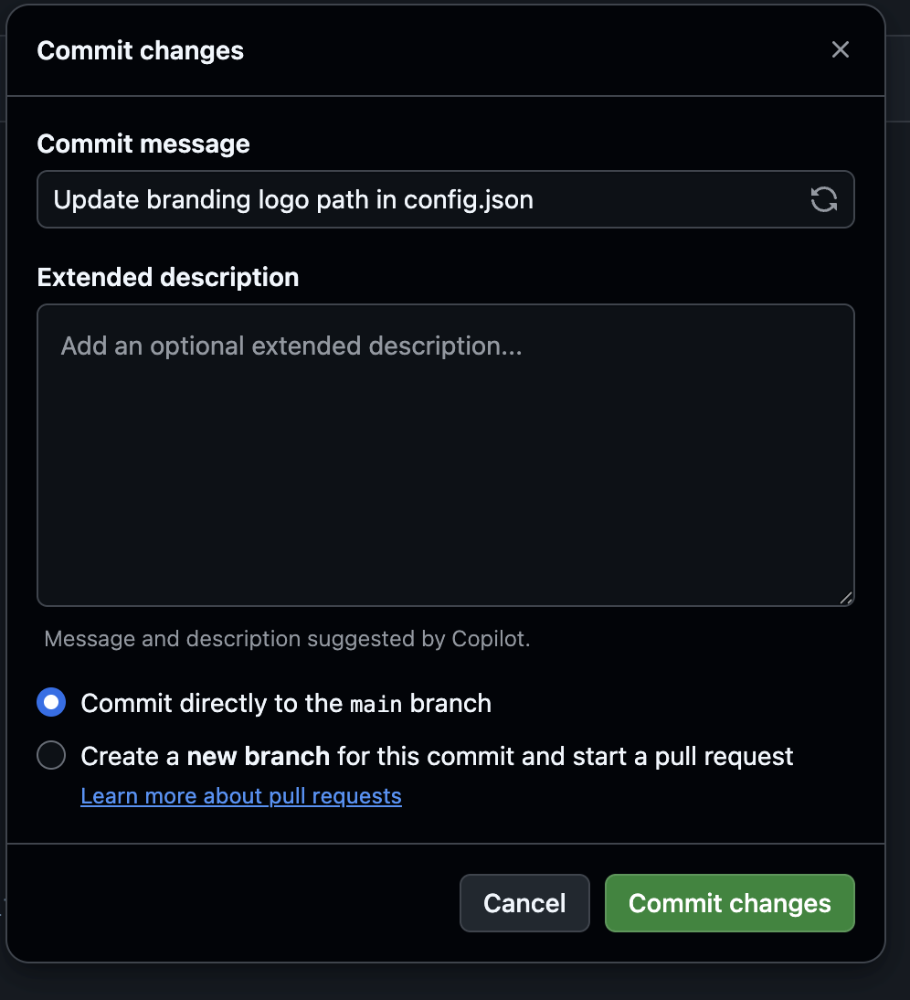 Commit changes
Commit message
Update branding logo path in config.json
Extended description
Add an optional extended description...
Message and description suggested by Copilot.
Commit directly to the main branch
Create a new branch for this commit and start a pull request
Learn more about pull requests
Cancel
Commit changes